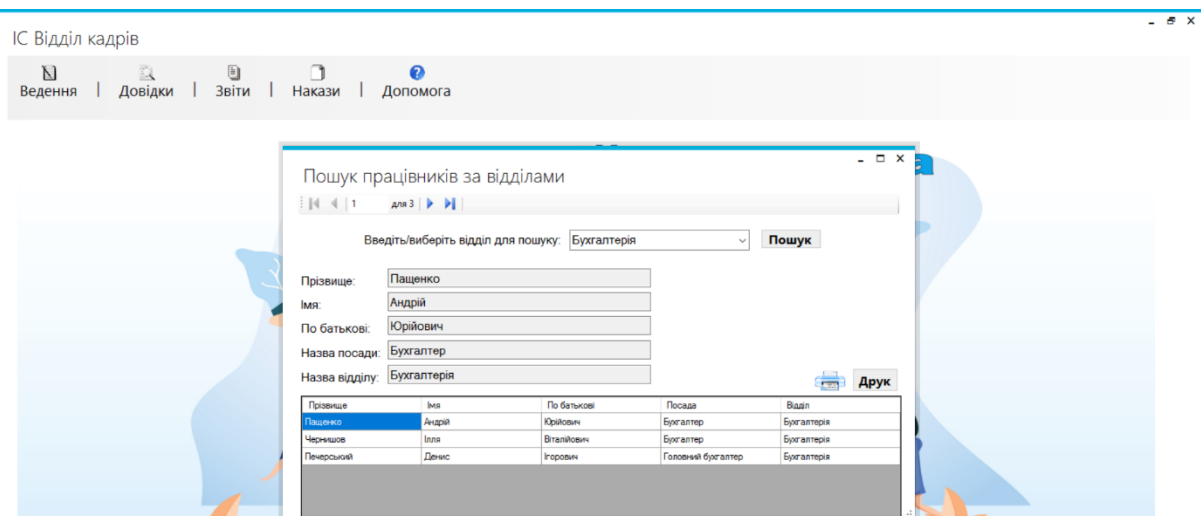 ІС Відділ кадрів
Ведення | Довідки | Звіти | Накази | Допомога
Пошук працівників за відділами
1 для 3
Введіть/виберіть відділ для пошуку: Бухгалтерія Пошук
Прізвище: Пащенко
Імя: Андрій
По батькові: Юрійович
Назва посади: Бухгалтер
Назва відділу: Бухгалтерія
Друк
Прізвище Імя По батькові Посада Відділ
Пащенко Андрій Юрійович Бухгалтер Бухгалтерія
Чернишов Ілля Віталійович Бухгалтер Бухгалтерія
Печерський Денис Ігорович Головний бухгалтер Бухгалтерія